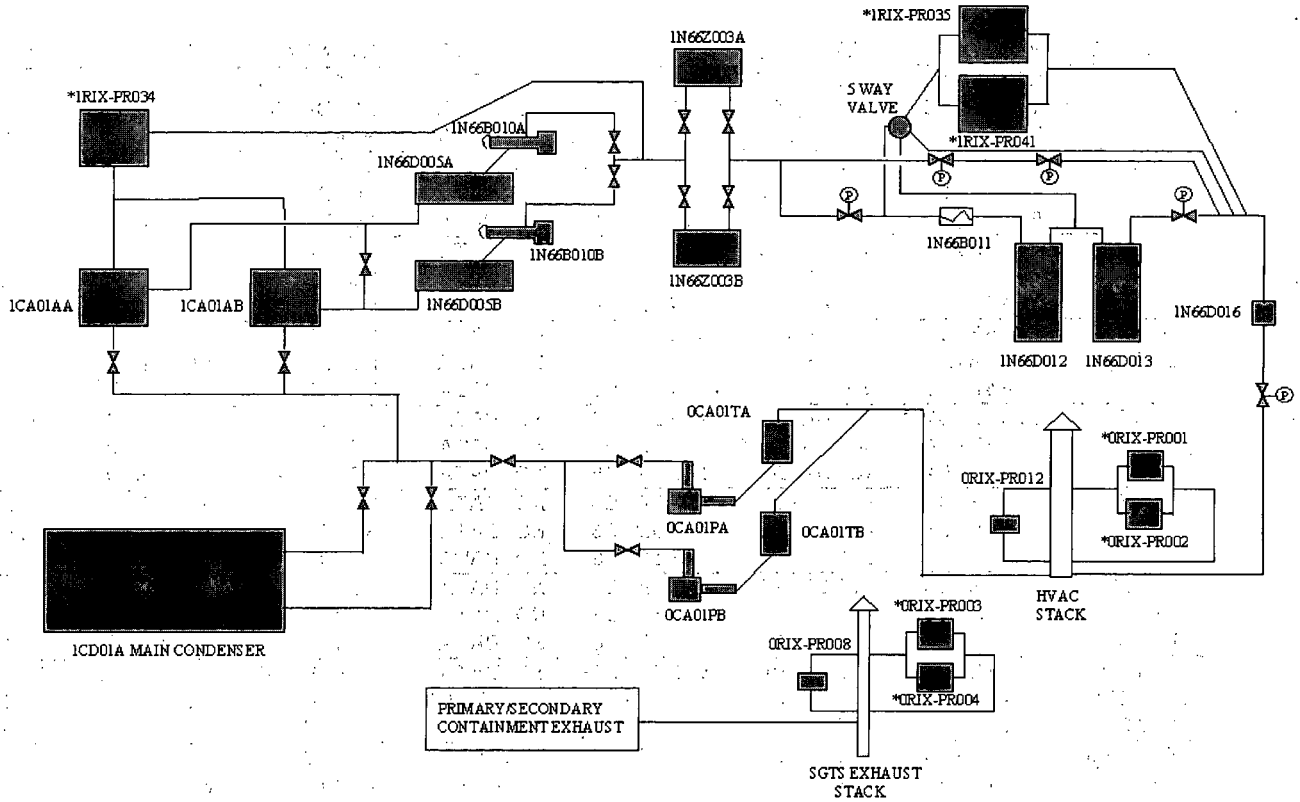 *1RIX-PR035
1N66Z003A
*1RIX-PR034
5 WAY
VALVE
1N66B010A
*1RIX-PR041
1N66D005A
P
P
P
P
1N66B011
1N66B010B
1N66Z003B
1CA01AA
1CA01AB
1N66D005B
1N66D016
1N66D012
1N66D013
P
0CA01TA
*0RIX-PR001
0RIX-PR012
0CA01PA
0CA01TB
*0RIX-PR002
HVAC
STACK
0CA01PB
*0RIX-PR003
1CD01A MAIN CONDENSER
0RIX-PR008
*0RIX-PR004
PRIMARY/SECONDARY
CONTAINMENT EXHAUST
SGTS EXHAUST
STACK